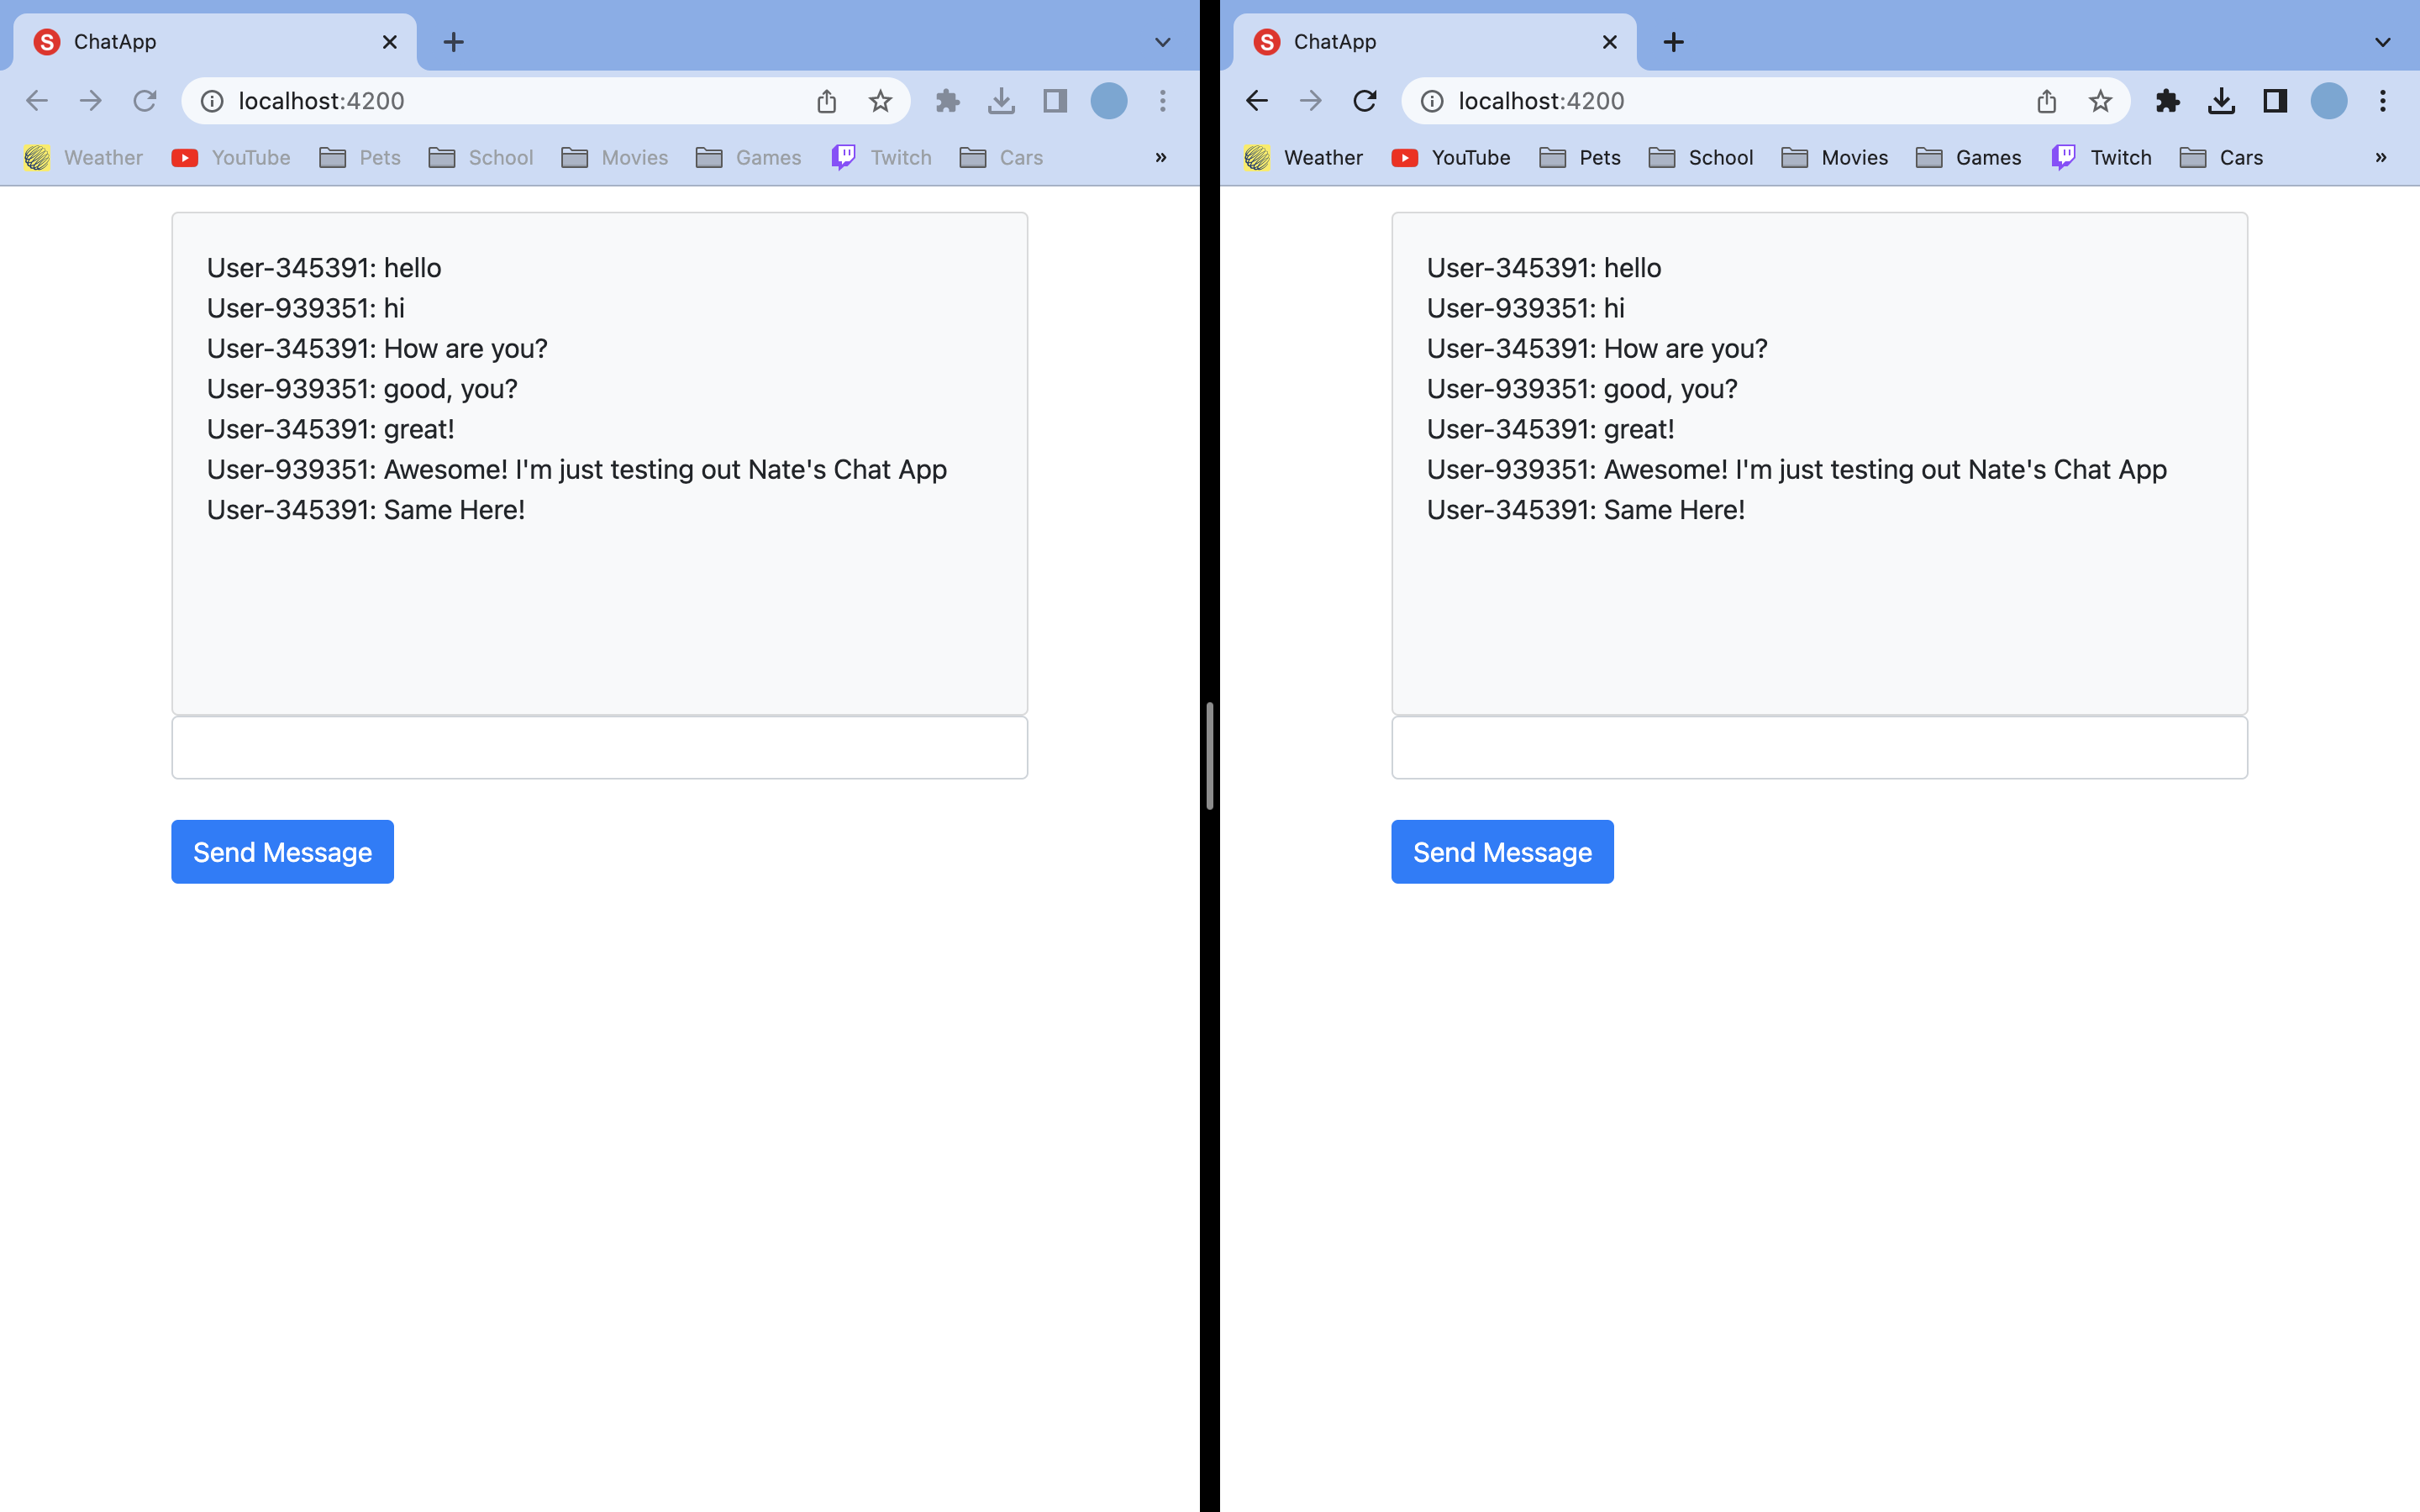 S ChatApp
localhost:4200
Weather YouTube Pets School Movies Games Twitch Cars »
User-345391: hello
User-939351: hi
User-345391: How are you?
User-939351: good, you?
User-345391: great!
User-939351: Awesome! I'm just testing out Nate's Chat App
User-345391: Same Here!
Send Message
S ChatApp
localhost:4200
Weather YouTube Pets School Movies Games Twitch Cars »
User-345391: hello
User-939351: hi
User-345391: How are you?
User-939351: good, you?
User-345391: great!
User-939351: Awesome! I'm just testing out Nate's Chat App
User-345391: Same Here!
Send Message